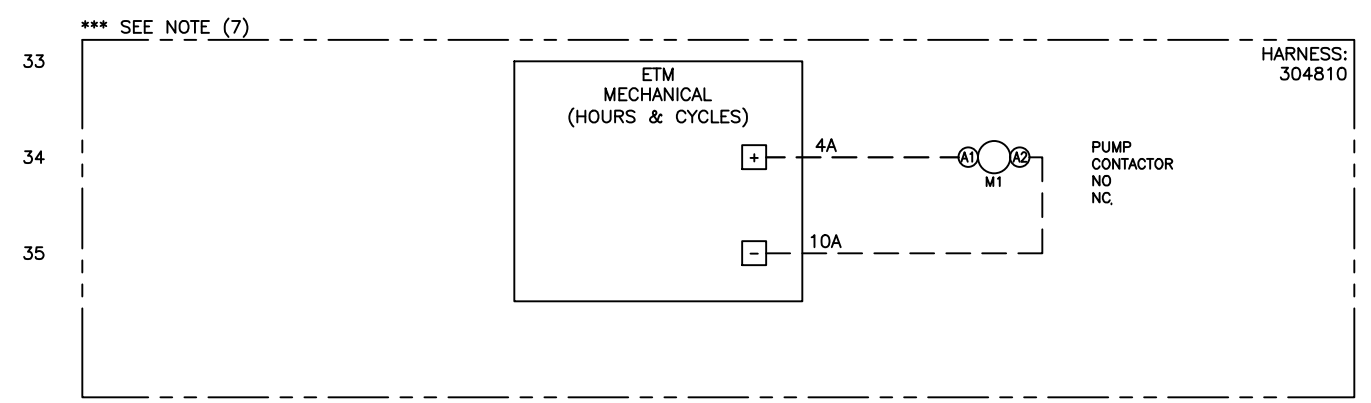 *** SEE NOTE (7)
33
HARNESS:
304810
ETM
MECHANICAL
(HOURS & CYCLES)
34
+
4A
A1
A2
M1
PUMP
CONTACTOR
NO
NC.
35
-
10A